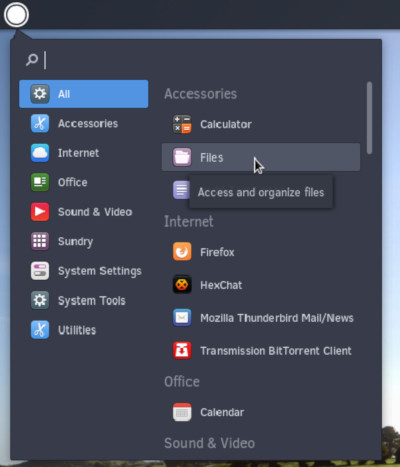 All
Accessories
Internet
Office
Sound & Video
Sundry
System Settings
System Tools
Utilities
Accessories
Calculator
Files
Access and organize files
Internet
Firefox
HexChat
Mozilla Thunderbird Mail/News
Transmission BitTorrent Client
Office
Calendar
Sound & Video